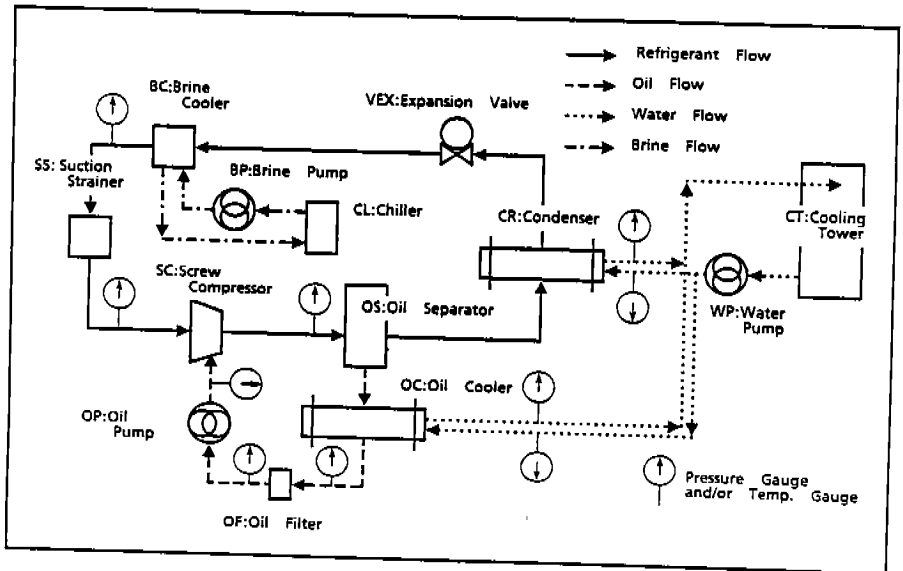 Refrigerant Flow
Oil Flow
Water Flow
Brine Flow
BC:Brine
Cooler
VEX:Expansion Valve
SS:Suction
Strainer
BP:Brine Pump
CL:Chiller
CR:Condenser
CT:Cooling
Tower
SC:Screw
Compressor
OS:Oil Separator
WP:Water
Pump
OC:Oil Cooler
OP:Oil
Pump
Pressure Gauge
and/or Temp. Gauge
OF:Oil Filter